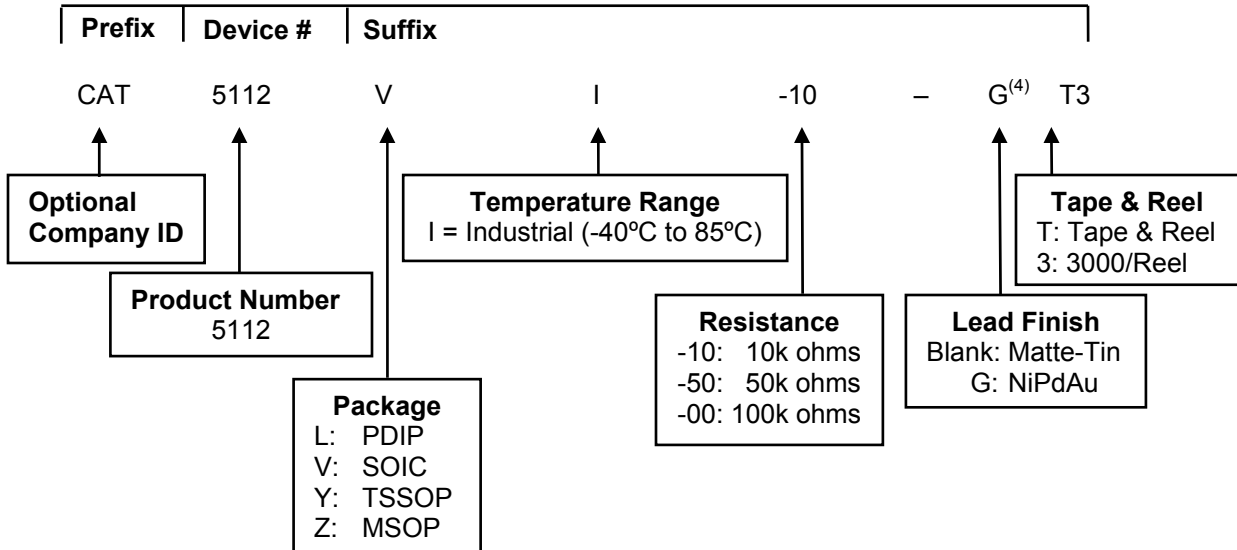 Prefix Device # Suffix
CAT 5112 V I -10 – G(4) T3
Optional
Company ID
Product Number
5112
Package
L: PDIP
V: SOIC
Y: TSSOP
Z: MSOP
Temperature Range
I = Industrial (-40ºC to 85ºC)
Resistance
-10: 10k ohms
-50: 50k ohms
-00: 100k ohms
Lead Finish
Blank: Matte-Tin
G: NiPdAu
Tape & Reel
T: Tape & Reel
3: 3000/Reel